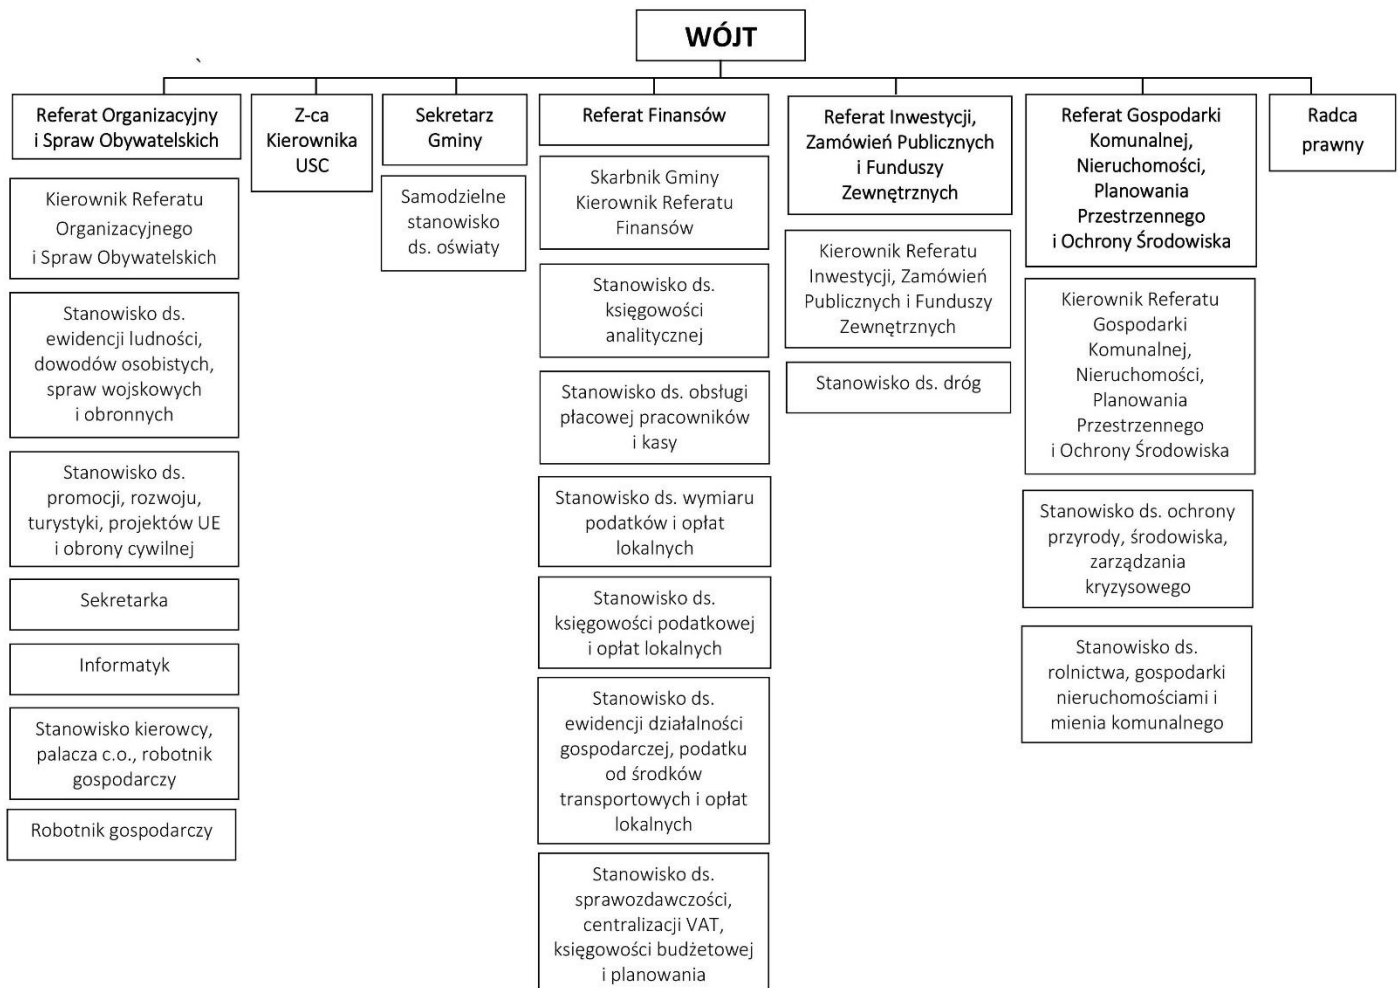 WÓJT
Referat Organizacyjny
i Spraw Obywatelskich
Kierownik Referatu
Organizacyjnego
i Spraw Obywatelskich
Stanowisko ds.
ewidencji ludności,
dowodów osobistych,
spraw wojskowych
i obronnych
Stanowisko ds.
promocji, rozwoju,
turystyki, projektów UE
i obrony cywilnej
Sekretarka
Informatyk
Stanowisko kierowcy,
palacza c.o., robotnik
gospodarczy
Robotnik gospodarczy
Z-ca
Kierownika
USC
Sekretarz
Gminy
Samodzielne
stanowisko
ds. oświaty
Referat Finansów
Skarbnik Gminy
Kierownik Referatu
Finansów
Stanowisko ds.
księgowości
analitycznej
Stanowisko ds. obsługi
płacowej pracowników
i kasy
Stanowisko ds. wymiaru
podatków i opłat
lokalnych
Stanowisko ds.
księgowości podatkowej
i opłat lokalnych
Stanowisko ds.
ewidencji działalności
gospodarczej, podatku
od środków
transportowych i opłat
lokalnych
Stanowisko ds.
sprawozdawczości,
centralizacji VAT,
księgowości budżetowej
i planowania
Referat Inwestycji,
Zamówień Publicznych
i Funduszy
Zewnętrznych
Kierownik Referatu
Inwestycji, Zamówień
Publicznych i Funduszy
Zewnętrznych
Stanowisko ds. dróg
Referat Gospodarki
Komunalnej,
Nieruchomości,
Planowania
Przestrzennego
i Ochrony Środowiska
Kierownik Referatu
Gospodarki
Komunalnej,
Nieruchomości,
Planowania
Przestrzennego
i Ochrony Środowiska
Stanowisko ds. ochrony
przyrody, środowiska,
zarządzania
kryzysowego
Stanowisko ds.
rolnictwa, gospodarki
nieruchomościami i
mienia komunalnego
Radca
prawny